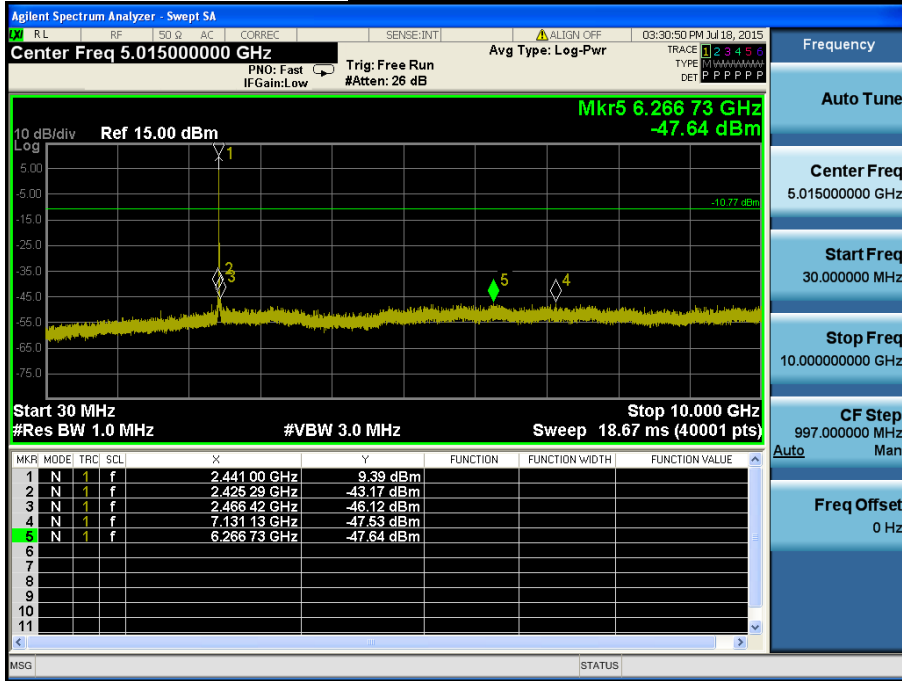 Agilent Spectrum Analyzer - Swept SA
LXI RL RF 50 Ω AC CORREC SENSE:INT ALIGN OFF 03:30:50 PM Jul 18, 2015
Center Freq 5.015000000 GHz Avg Type: Log-Pwr TRACE 1 2 3 4 5 6
PNO: Fast Trig: Free Run TYPE MWWWWW
IFGain:Low #Atten: 26 dB DET P P P P P P
Mkr5 6.266 73 GHz
10 dB/div Ref 15.00 dBm -47.64 dBm
Log
1
5.00
-5.00
-10.77 dBm
-15.0
-25.0
-35.0
2
3
5
4
-45.0
-55.0
-65.0
-75.0
Start 30 MHz Stop 10.000 GHz
#Res BW 1.0 MHz #VBW 3.0 MHz Sweep 18.67 ms (40001 pts)
MKR MODE TRC SCL X Y FUNCTION FUNCTION WIDTH FUNCTION VALUE
1 N 1 f 2.441 00 GHz 9.39 dBm
2 N 1 f 2.425 29 GHz -43.17 dBm
3 N 1 f 2.466 42 GHz -46.12 dBm
4 N 1 f 7.131 13 GHz -47.53 dBm
5 N 1 f 6.266 73 GHz -47.64 dBm
6
7
8
9
10
11
MSG STATUS
Frequency
Auto Tune
Center Freq
5.015000000 GHz
Start Freq
30.000000 MHz
Stop Freq
10.000000000 GHz
CF Step
997.000000 MHz
Auto Man
Freq Offset
0 Hz